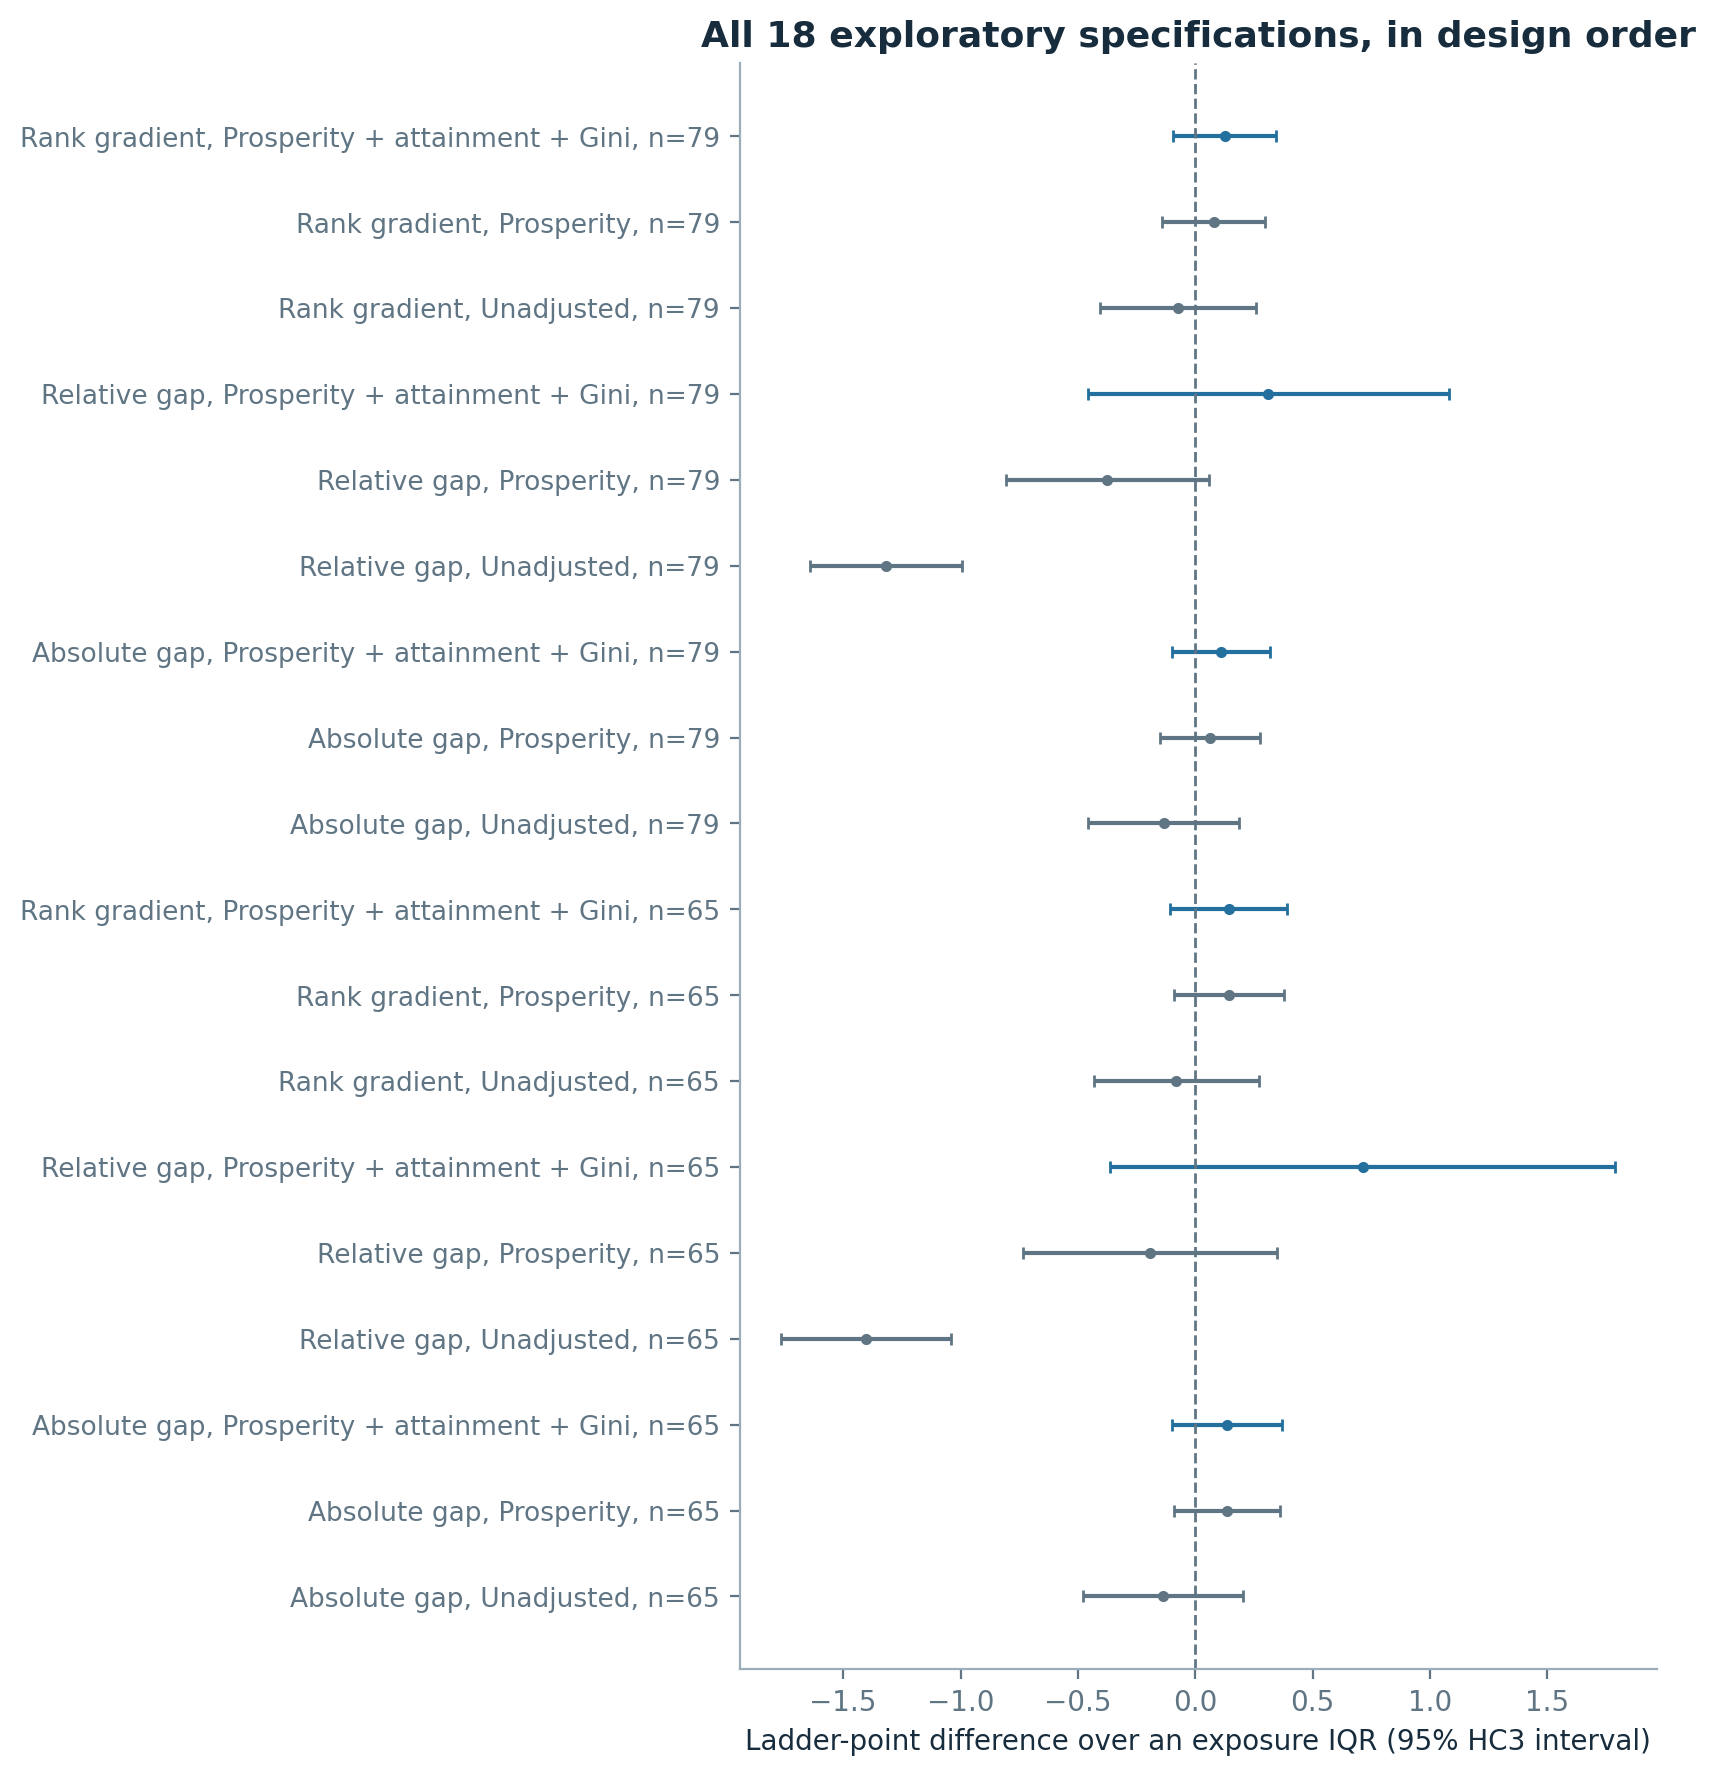 All 18 exploratory specifications, in design order
Rank gradient, Prosperity + attainment + Gini, n=79
Rank gradient, Prosperity, n=79
Rank gradient, Unadjusted, n=79
Relative gap, Prosperity + attainment + Gini, n=79
Relative gap, Prosperity, n=79
Relative gap, Unadjusted, n=79
Absolute gap, Prosperity + attainment + Gini, n=79
Absolute gap, Prosperity, n=79
Absolute gap, Unadjusted, n=79
Rank gradient, Prosperity + attainment + Gini, n=65
Rank gradient, Prosperity, n=65
Rank gradient, Unadjusted, n=65
Relative gap, Prosperity + attainment + Gini, n=65
Relative gap, Prosperity, n=65
Relative gap, Unadjusted, n=65
Absolute gap, Prosperity + attainment + Gini, n=65
Absolute gap, Prosperity, n=65
Absolute gap, Unadjusted, n=65
−1.5 −1.0 −0.5 0.0 0.5 1.0 1.5
Ladder-point difference over an exposure IQR (95% HC3 interval)